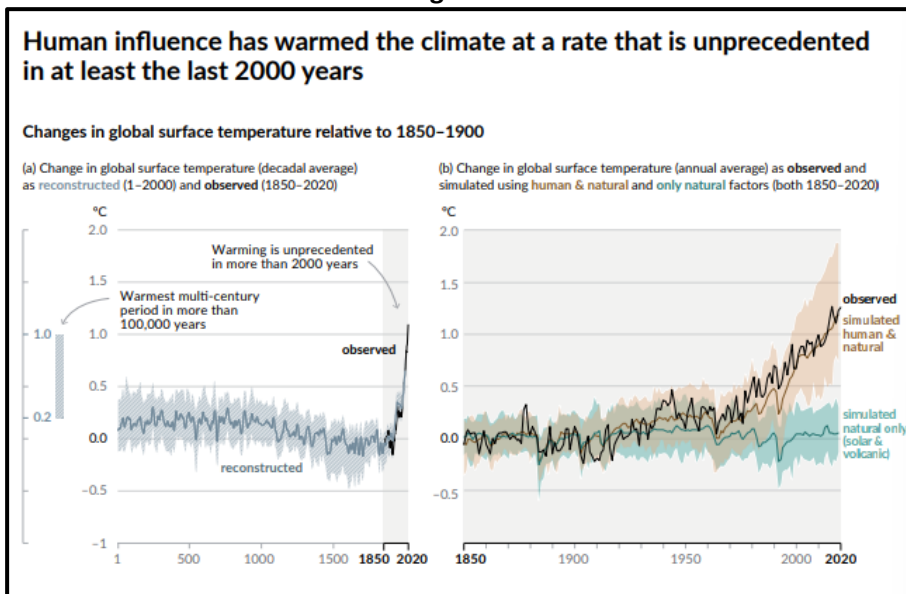 Human influence has warmed the climate at a rate that is unprecedented
in at least the last 2000 years
Changes in global surface temperature relative to 1850–1900
(a) Change in global surface temperature (decadal average)
as reconstructed (1–2000) and observed (1850–2020)
°C
2.0
1.5
1.0
0.5
0.0
−0.5
−1
1.0
0.2
Warming is unprecedented
in more than 2000 years
Warmest multi-century
period in more than
100,000 years
observed
reconstructed
1
500
1000
1500
1850
2020
(b) Change in global surface temperature (annual average) as observed and
simulated using human & natural and only natural factors (both 1850–2020)
°C
2.0
1.5
1.0
0.5
0.0
−0.5
observed
simulated
human &
natural
simulated
natural only
(solar &
volcanic)
1850
1900
1950
2000
2020